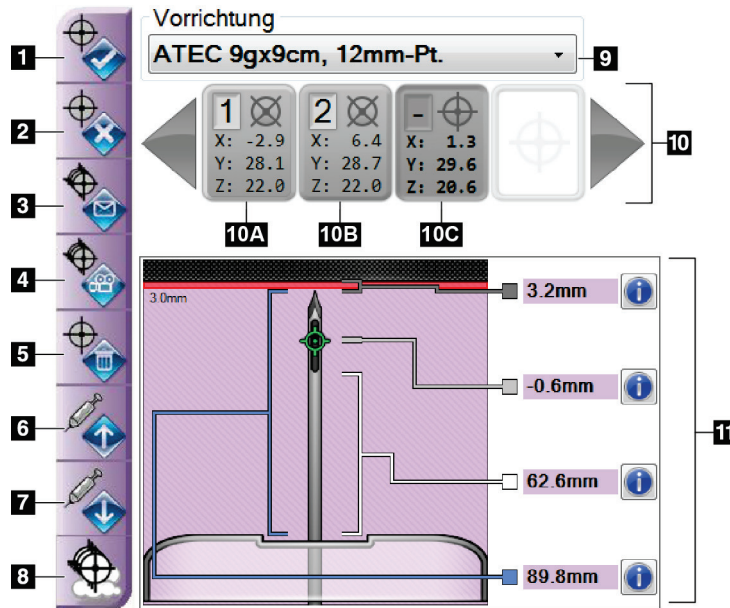 Vorrichtung
1
ATEC 9gx9cm, 12mm-Pt.
9
2
1
X: -2.9
Y: 28.1
Z: 22.0
2
X: 6.4
Y: 28.7
Z: 22.0
-
X: 1.3
Y: 29.6
Z: 20.6
10
3
10A
10B
10C
4
3.0mm
3.2mm
5
-0.6mm
6
11
62.6mm
7
8
89.8mm